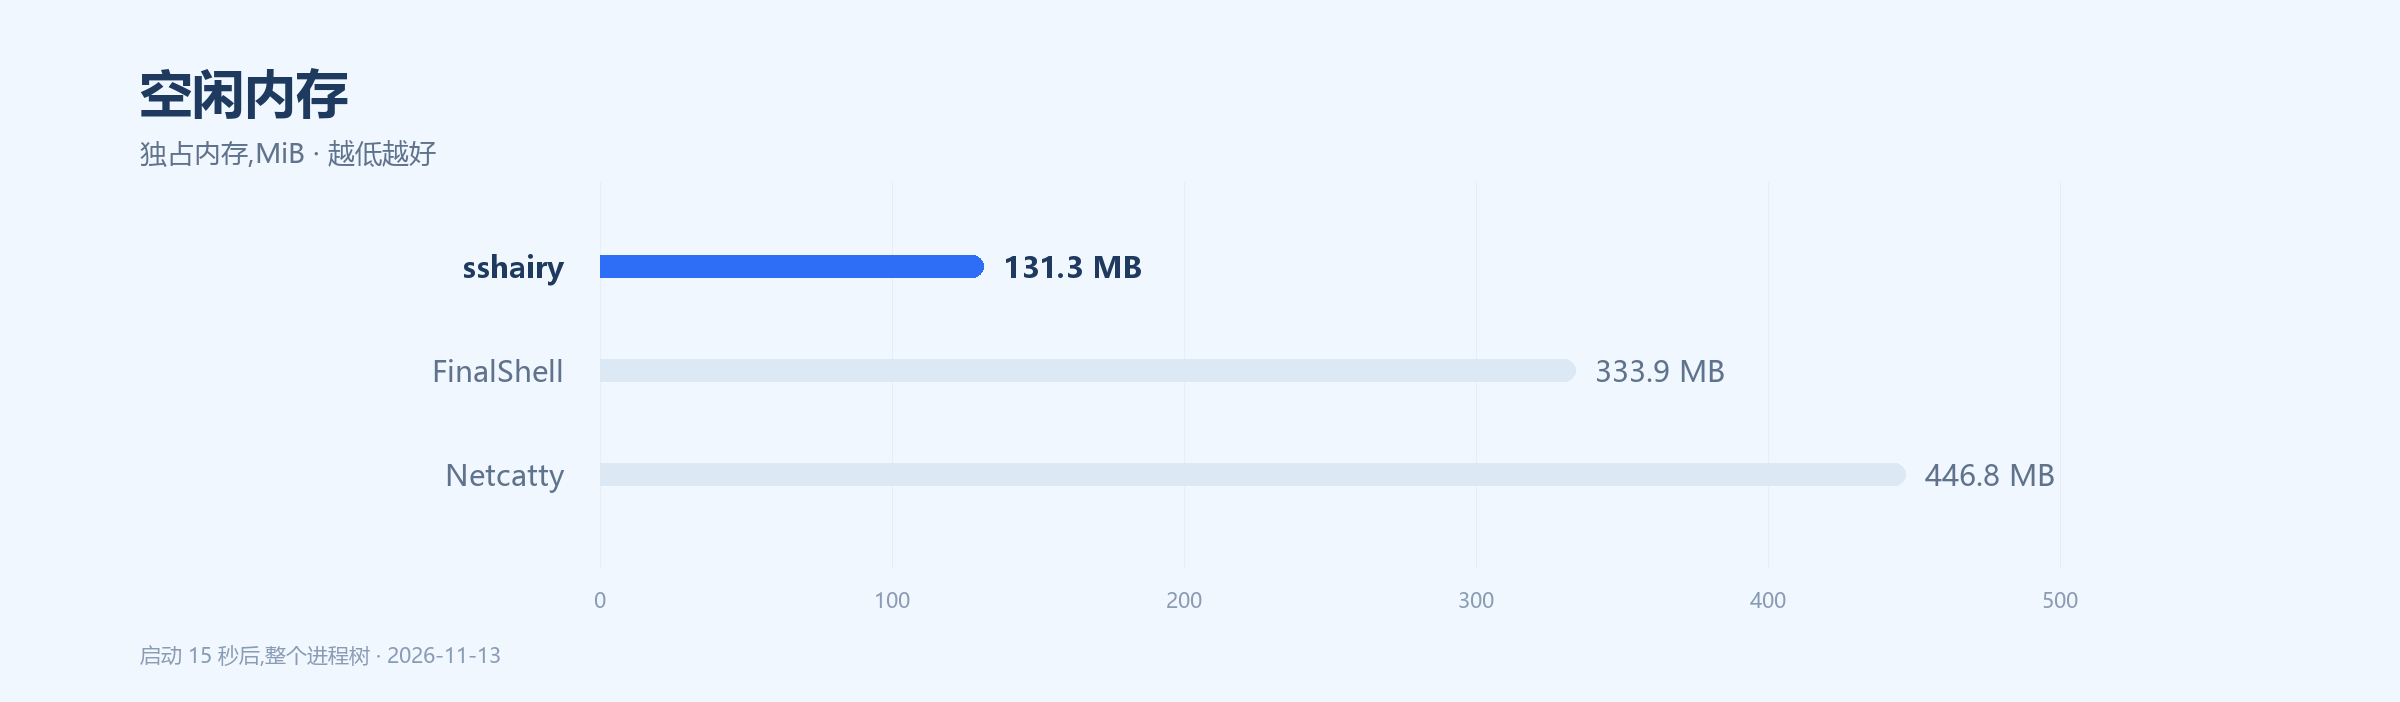 空闲内存
独占内存,MiB · 越低越好
sshairy 131.3 MB
FinalShell 333.9 MB
Netcatty 446.8 MB
0 100 200 300 400 500
启动 15 秒后,整个进程树 · 2026-11-13